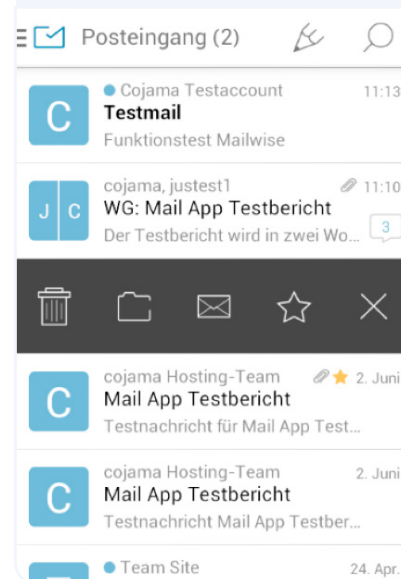 Posteingang (2)
C
Cojama Testaccount 11:13
Testmail
Funktionstest Mailwise
J C
cojama, justest1 11:10
WG: Mail App Testbericht
Der Testbericht wird in zwei Wo... 3
C
cojama Hosting-Team 2. Juni
Mail App Testbericht
Testnachricht für Mail App Test...
C
cojama Hosting-Team 2. Juni
Mail App Testbericht
Testnachricht Mail App Testber...
Team Site 24. Apr.